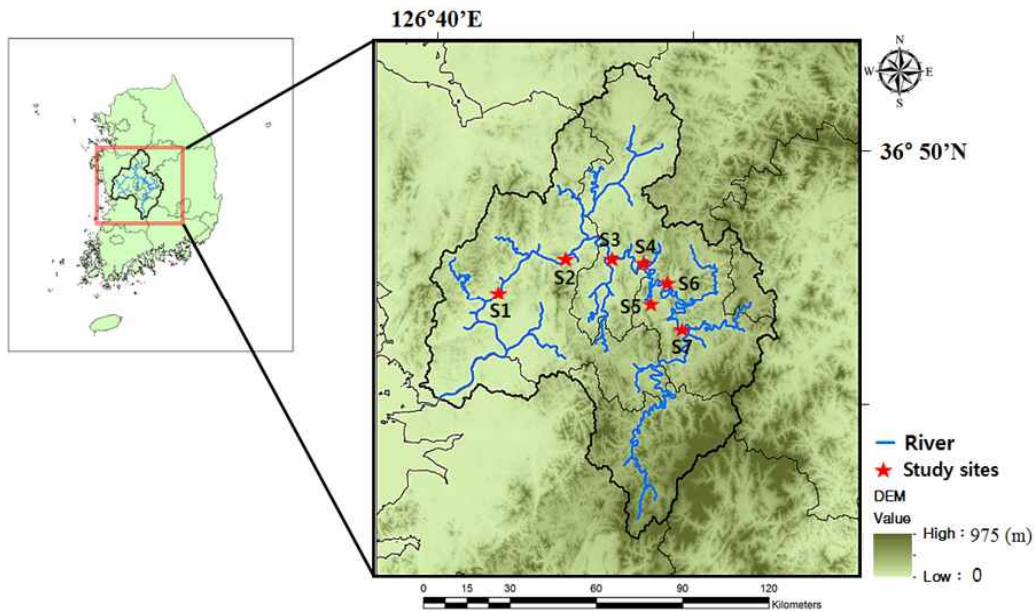 126°40’E
N
W E
S
36°50’N
S3 S4
S2 S6
S1 S5
S7
River
Study sites
DEM
Value
High : 975 (m)
Low : 0
0 15 30 60 90 120
Kilometers